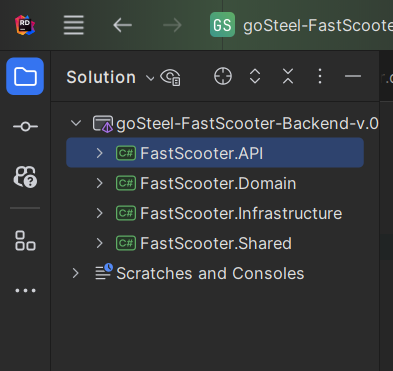 RD
GS goSteel-FastScoote
Solution
goSteel-FastScooter-Backend-v.0
C# FastScooter.API
C# FastScooter.Domain
C# FastScooter.Infrastructure
C# FastScooter.Shared
Scratches and Consoles